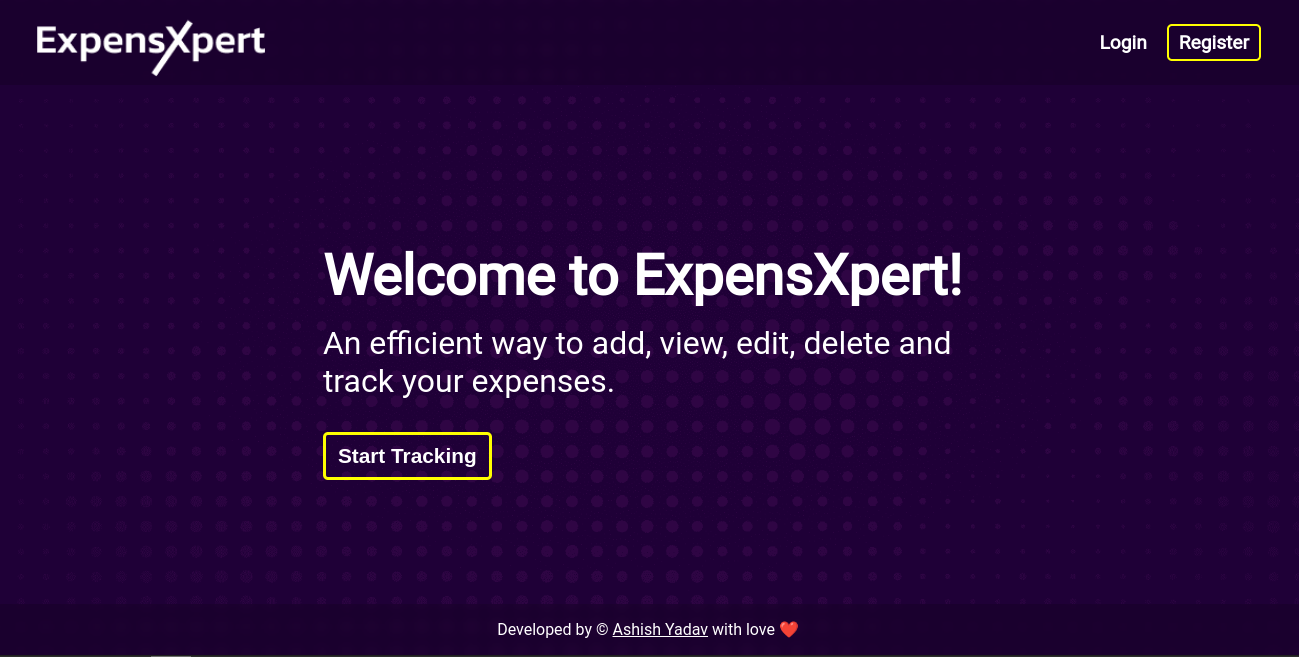 ExpensXpert
Login
Register
Welcome to ExpensXpert!
An efficient way to add, view, edit, delete and
track your expenses.
Start Tracking
Developed by © Ashish Yadav with love ❤️